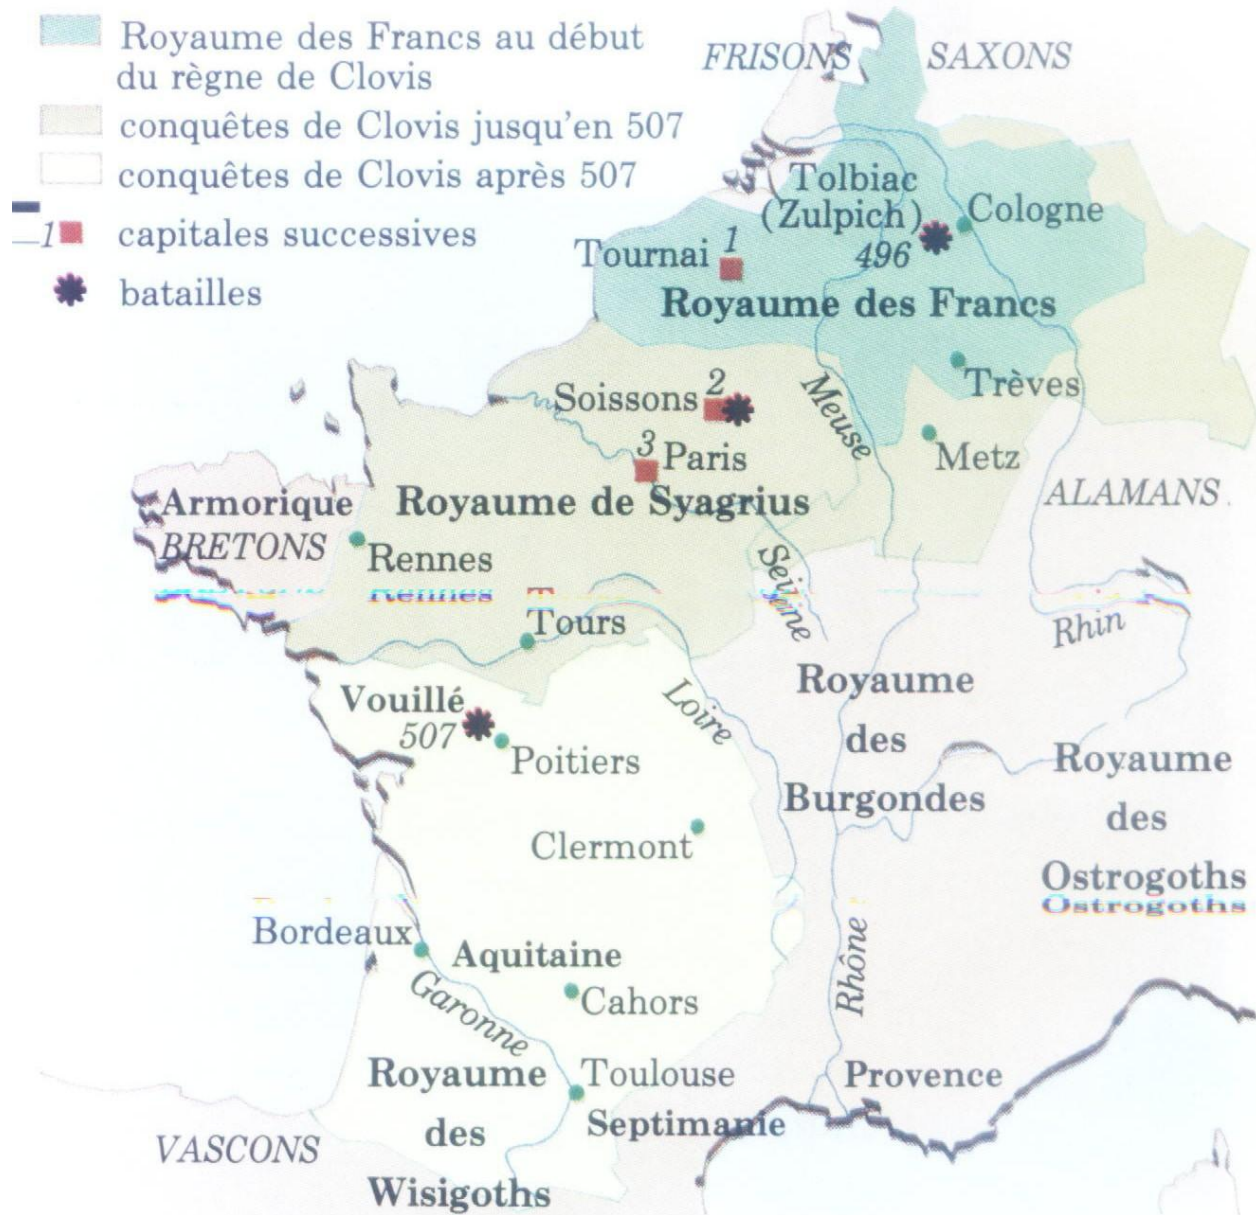 Royaume des Francs au début
du règne de Clovis
conquêtes de Clovis jusqu'en 507
conquêtes de Clovis après 507
1 capitales successives
batailles
FRISONS
SAXONS
Tolbiac
(Zulpich)
496
Cologne
Tournai
1
Royaume des Francs
Trèves
Soissons
2
Meuse
3
Paris
Metz
Armorique
Royaume de Syagrius
ALAMANS
BRETONS
Rennes
Seine
Rhin
Tours
Loire
Vouillé
507
Poitiers
Royaume
des
Burgondes
Royaume
des
Ostrogoths
Clermont
Bordeaux
Aquitaine
Garonne
Cahors
Rhône
Royaume
des
Wisigoths
Toulouse
Septimanie
Provence
VASCONS